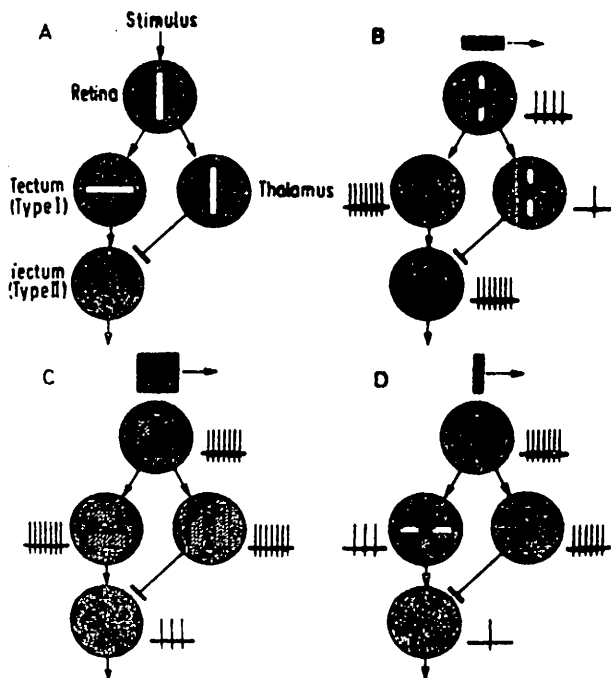 A
Stimulus
Retina
Tectum
(Type I)
Thalamus
Tectum
(Type II)
B
C
D